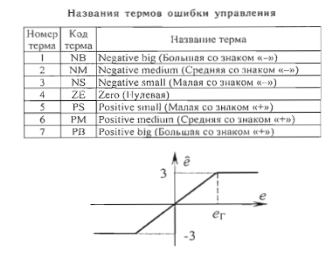 Названия термов ошибки управления
Номер терма Код терма Название терма
1 NB Negative big (Большая со знаком «–»)
2 NM Negative medium (Средняя со знаком «–»)
3 NS Negative small (Малая со знаком «–»)
4 ZE Zero (Нулевая)
5 PS Positive small (Малая со знаком «+»)
6 PM Positive medium (Средняя со знаком «+»)
7 PB Positive big (Большая со знаком «+»)
ê
3
e
eг
-3